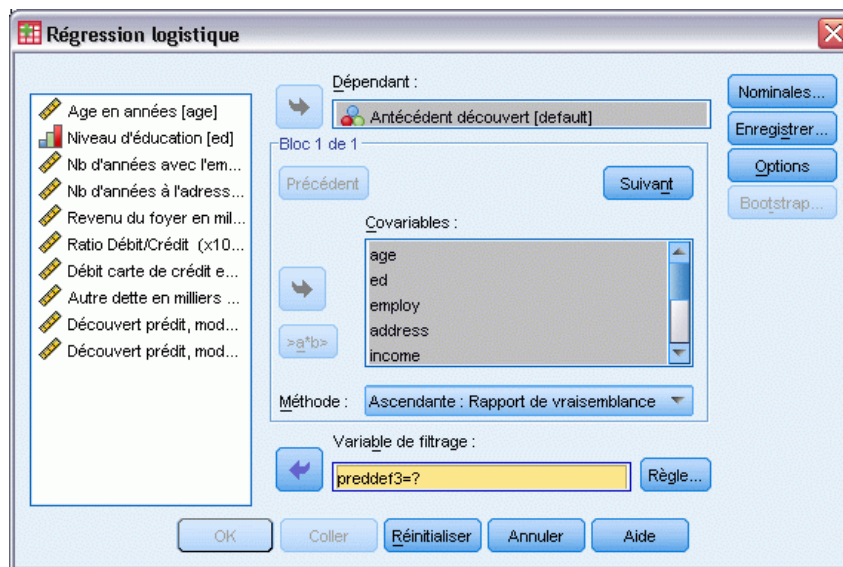 Régression logistique
Age en années [age]
Niveau d'éducation [ed]
Nb d'années avec l'em...
Nb d'années à l'adress...
Revenu du foyer en mil...
Ratio Débit/Crédit (x10...
Débit carte de crédit e...
Autre dette en milliers ...
Découvert prédit, mod...
Découvert prédit, mod...
Dépendant :
Antécédent découvert [default]
Bloc 1 de 1
Précédent
Suivant
Covariables :
age
ed
employ
address
income
>a*b>
Méthode :
Ascendante : Rapport de vraisemblance
Variable de filtrage :
preddef3=?
Règle...
Nominales...
Enregistrer...
Options
Bootstrap...
OK
Coller
Réinitialiser
Annuler
Aide